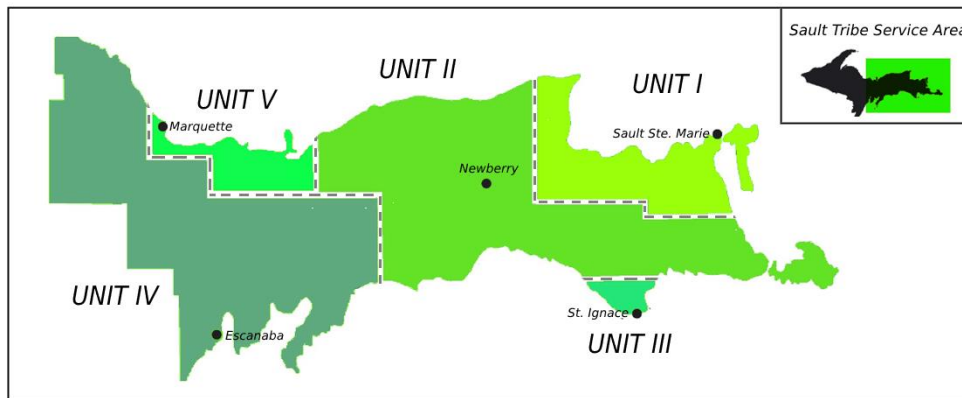 Sault Tribe Service Area
UNIT II
UNIT I
UNIT V
Marquette
Sault Ste. Marie
Newberry
UNIT IV
St. Ignace
Escanaba
UNIT III